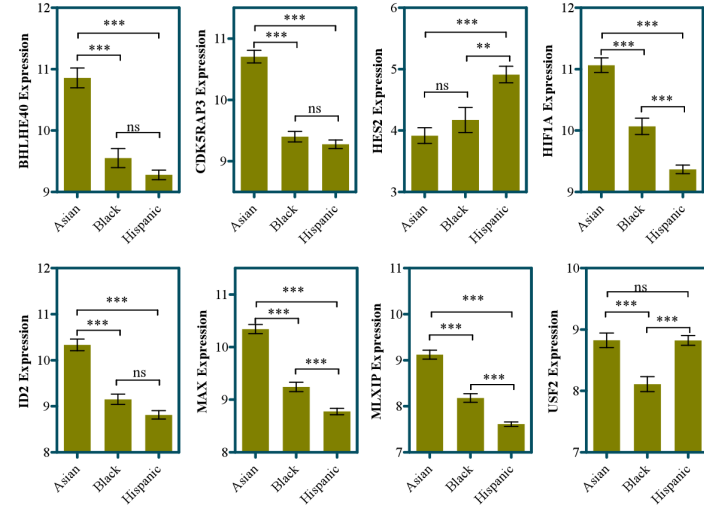 BHLHE40 Expression
12
11
10
9
***
***
ns
Asian
Black
Hispanic
CDK5RAP3 Expression
11
10
9
***
***
ns
Asian
Black
Hispanic
HES2 Expression
6
5
4
3
***
**
ns
Asian
Black
Hispanic
HIF1A Expression
12
11
10
9
***
***
***
Asian
Black
Hispanic
ID2 Expression
12
11
10
9
8
***
***
ns
Asian
Black
Hispanic
MAX Expression
11
10
9
8
***
***
***
Asian
Black
Hispanic
MLXIP Expression
11
10
9
8
7
***
***
***
Asian
Black
Hispanic
USF2 Expression
10
9
8
7
ns
***
***
Asian
Black
Hispanic